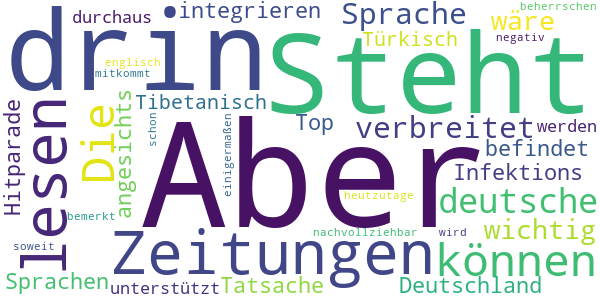 beherrschen
durchaus integrieren Sprache wäre
drin Steht Türkisch negativ
englisch
mitkommt
Hitparade lesen Die angesichts Tibetanisch schon einigermaßen Top verbreitet werden
Aber befindet
Infektions
heutzutage deutsche
bemerkt nachvollziehbar wird wichtig
soweit Zeitungen können
Sprachen unterstützt Tatsache Deutschland